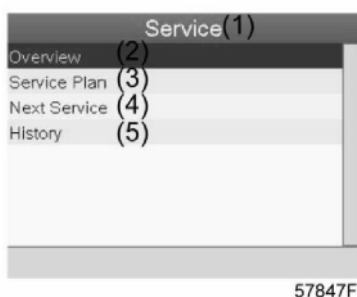 Service(1)
Overview (2)
Service Plan (3)
Next Service (4)
History (5)
57847F